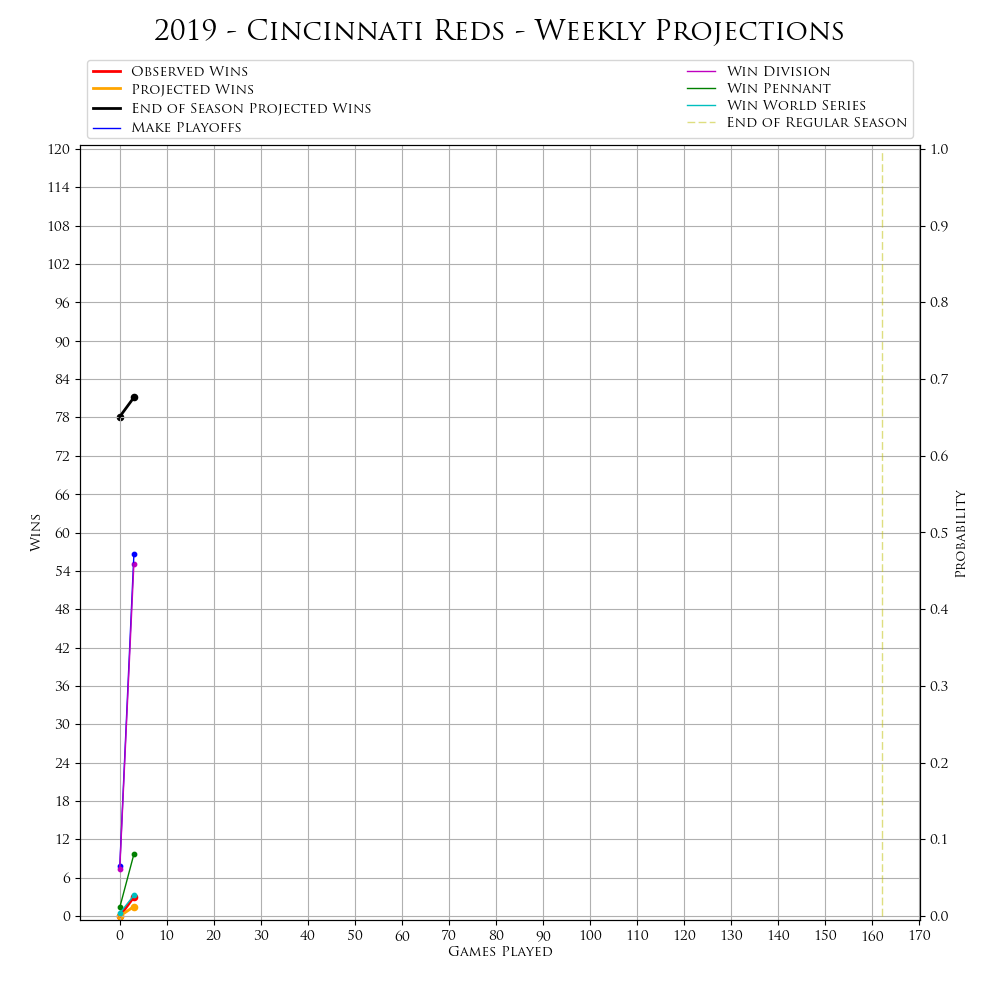 2019 - Cincinnati Reds - Weekly Projections
Observed Wins
Projected Wins
End of Season Projected Wins
Make Playoffs
Win Division
Win Pennant
Win World Series
End of Regular Season
120
114
108
102
96
90
84
78
72
66
60
54
48
42
36
30
24
18
12
6
0
Wins
1.0
0.9
0.8
0.7
0.6
0.5
0.4
0.3
0.2
0.1
0.0
Probability
0 10 20 30 40 50 60 70 80 90 100 110 120 130 140 150 160 170
Games Played